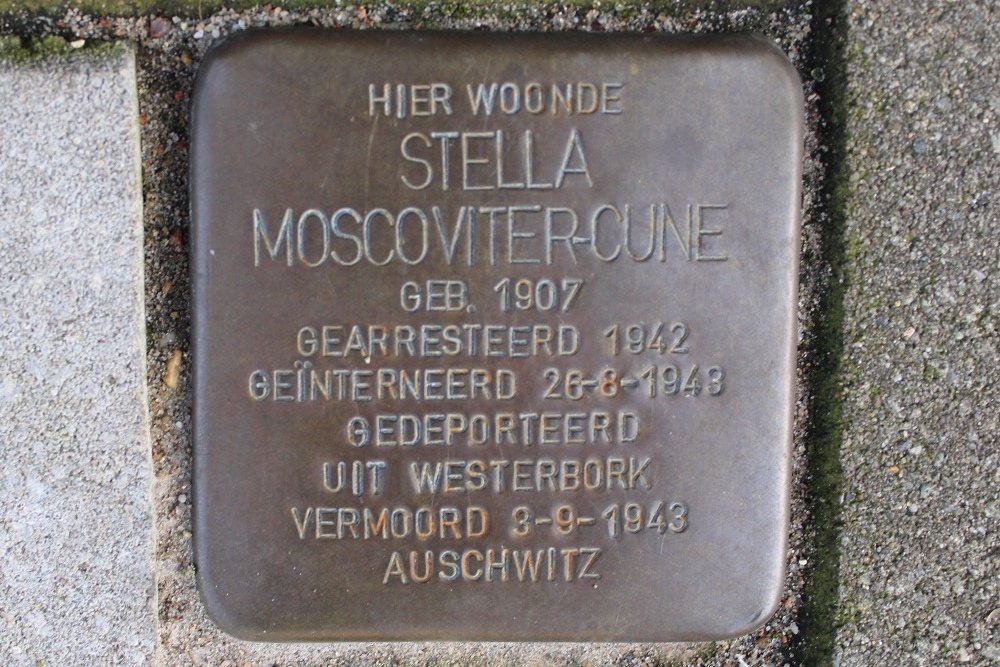 HIER WOONDE
STELLA
MOSCOVITER-CUNE
GEB. 1907
GEARRESTEERD 1942
GEÏNTERNEERD 26-8-1943
GEDEPORTEERD
UIT WESTERBORK
VERMOORD 3-9-1943
AUSCHWITZ